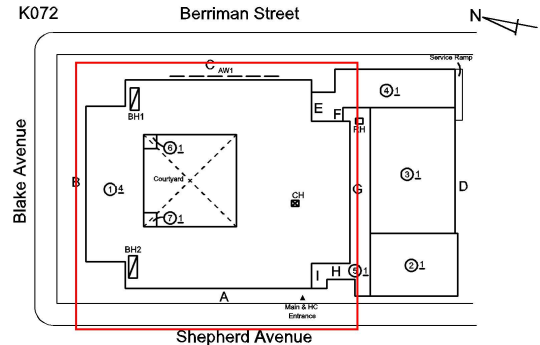 K072
Berriman Street
N
Service Ramp
C
AW1
④ 1
E
F
BH1
RH
⑥ 1
Blake Avenue
B
① 4
Courtyard
③ 1
G
D
CH
⑦ 1
BH2
I
H
⑤ 1
② 1
A
Main & HC
Entrance
Shepherd Avenue